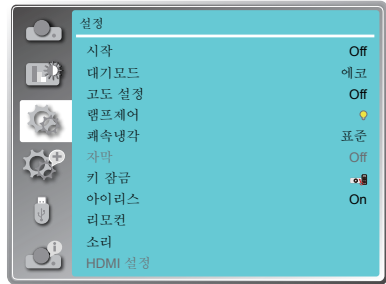 설정
시작 Off
대기모드 에코
고도 설정 Off
램프제어
쾌속냉각 표준
자막 Off
키 잠금
아이리스 On
리모컨
소리
HDMI 설정